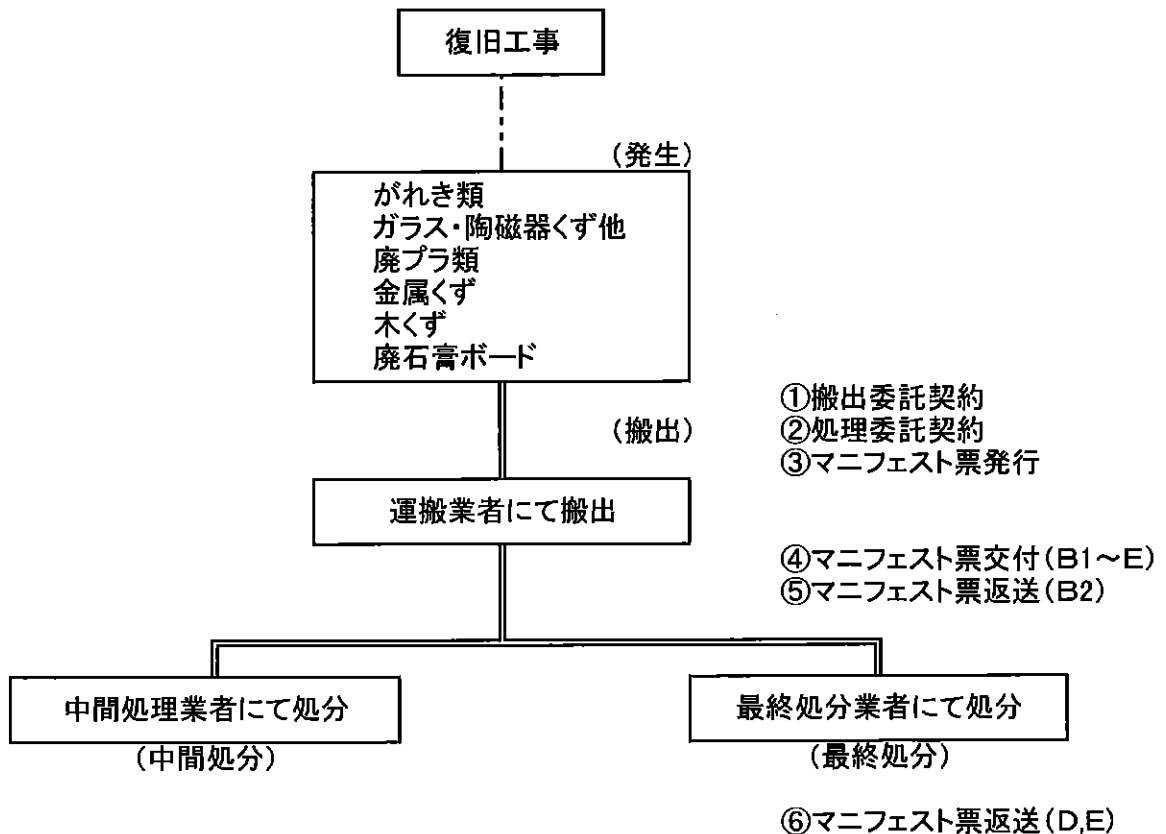 復旧工事
(発生)
がれき類
ガラス・陶磁器くず他
廃プラ類
金属くず
木くず
廃石膏ボード
(搬出)
①搬出委託契約
②処理委託契約
③マニフェスト票発行
運搬業者にて搬出
④マニフェスト票交付(B1～E)
⑤マニフェスト票返送(B2)
中間処理業者にて処分
(中間処分)
最終処分業者にて処分
(最終処分)
⑥マニフェスト票返送(D,E)